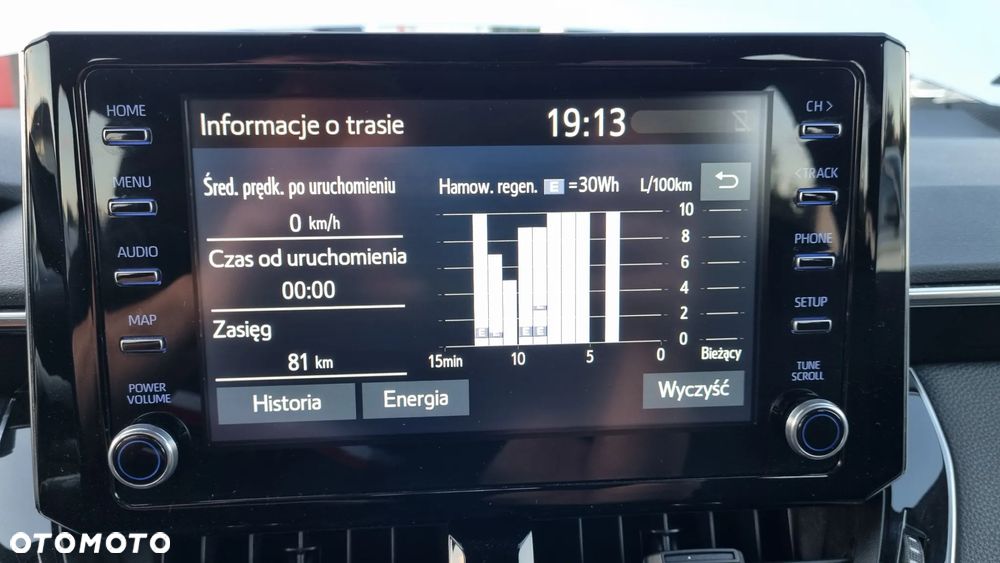 HOME
MENU
AUDIO
MAP
POWER
VOLUME
Informacje o trasie
19:13
Śred. prędk. po uruchomieniu
0 km/h
Czas od uruchomienia
00:00
Zasięg
81 km
Historia
Energia
Hamow. regen. E =30Wh
L/100km
10
8
6
4
2
0
E
E
E
E
15min 10 5 0
Bieżący
Wyczyść
CH >
< TRACK
PHONE
SETUP
TUNE
SCROLL
OTOMOTO